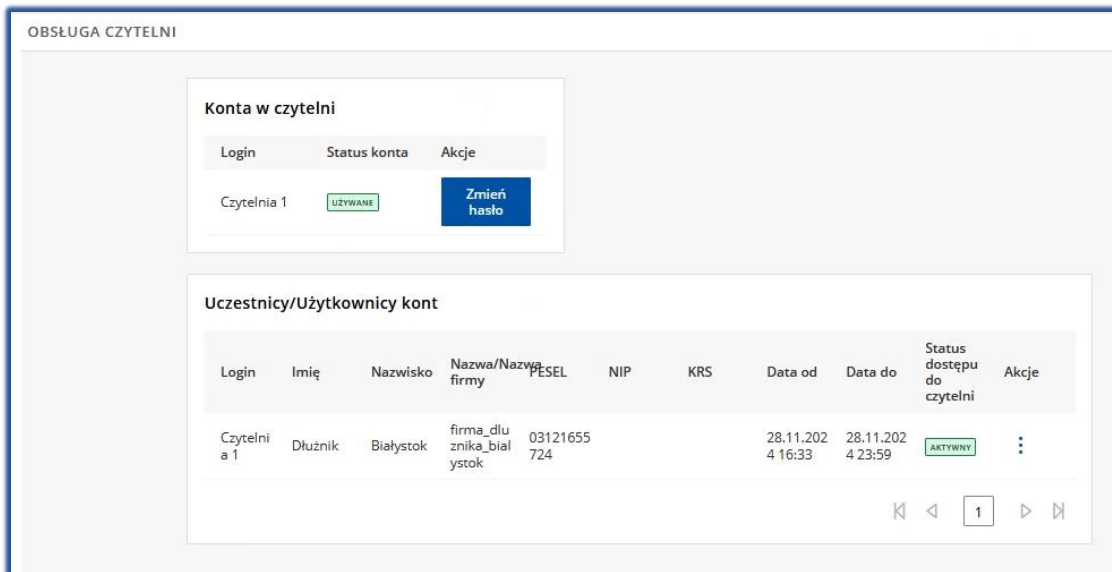 OBSŁUGA CZYTELNI
Konta w czytelni
Login Status konta Akcje
Czytelnia 1 UŻYWANE Zmień
hasło
Uczestnicy/Użytkownicy kont
Login Imię Nazwisko Nazwa/Nazwa
firmy PESEL NIP KRS Data od Data do Status
dostępu
do
czytelni Akcje
Czytelni
a 1 Dłużnik Białystok firma_dlu
znika_bial
ystok 03121655
724 28.11.202
4 16:33 28.11.202
4 23:59 AKTYWNY
1